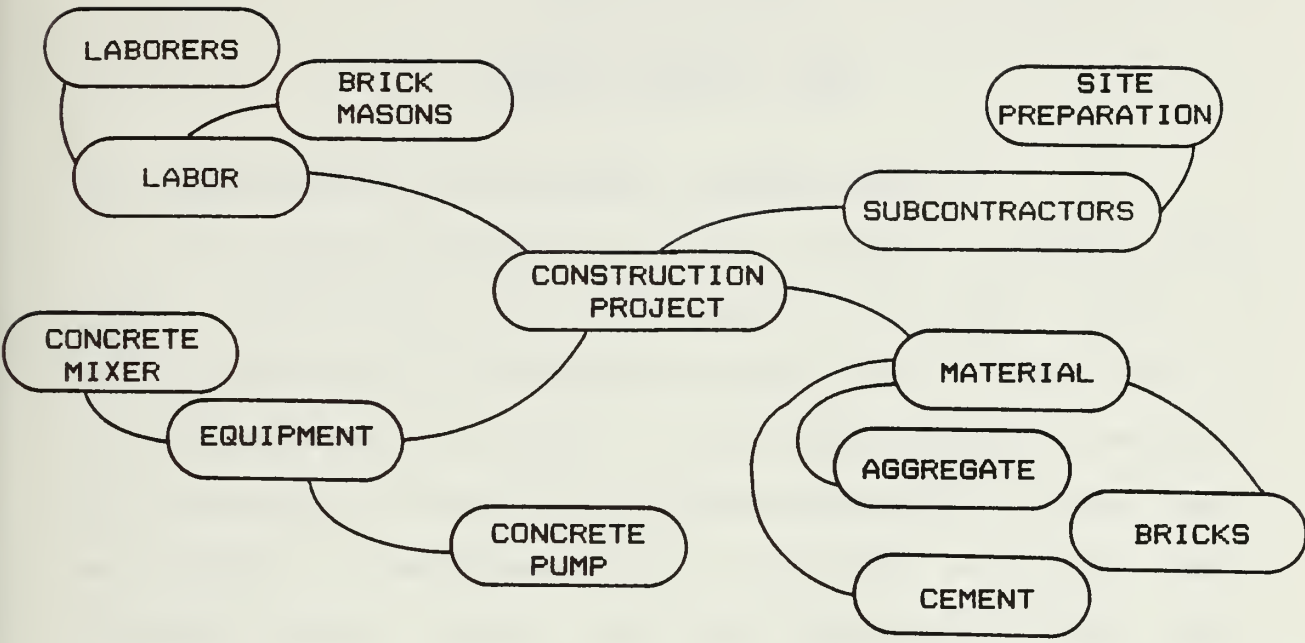 LABORERS
BRICK
MASONS
LABOR
SITE
PREPARATION
SUBCONTRACTORS
CONSTRUCTION
PROJECT
CONCRETE
MIXER
EQUIPMENT
CONCRETE
PUMP
MATERIAL
AGGREGATE
BRICKS
CEMENT